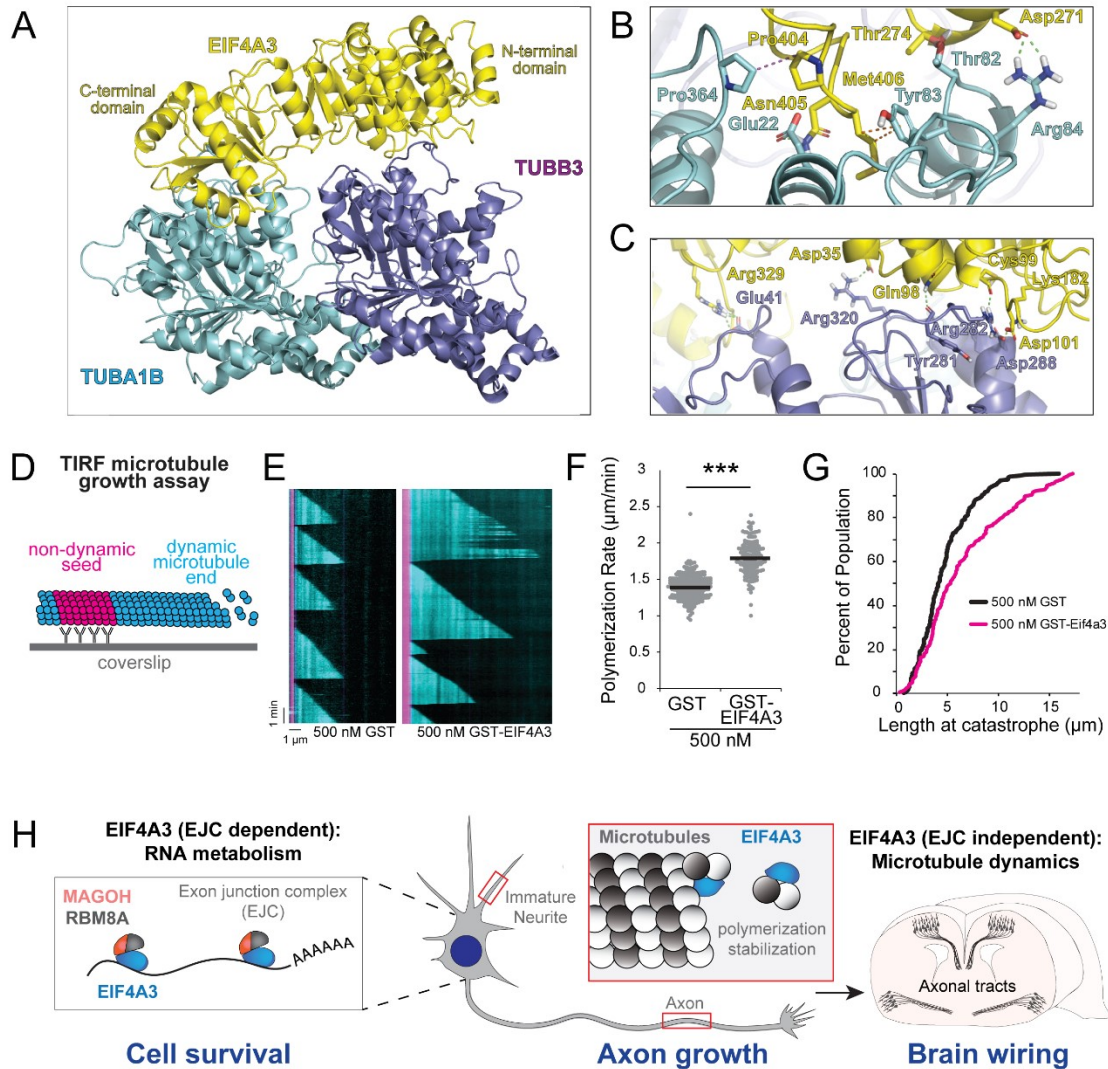 A
EIF4A3
N-terminal
domain
C-terminal
domain
TUBB3
TUBA1B
B
Asp271
Pro404
Thr274
Thr82
Met406
Pro364
Asn405
Tyr83
Glu22
Arg84
C
Asp35
Cys99
Arg329
Lys182
Glu41
Gln98
Arg320
Arg282
Asp101
Tyr281
Asp288
D
TIRF microtubule
growth assay
non-dynamic
seed
dynamic
microtubule
end
coverslip
E
1 min
1 µm
500 nM GST
500 nM GST-EIF4A3
F
***
Polymerization Rate (µm/min)
3
2.5
2
1.5
1
0.5
0
GST
GST-
EIF4A3
500 nM
G
Percent of Population
100
80
60
40
20
0
500 nM GST
500 nM GST-Eif4a3
0 5 10 15
Length at catastrophe (µm)
H
EIF4A3 (EJC dependent):
RNA metabolism
MAGOH
RBM8A
Exon junction complex
(EJC)
AAAAAA
EIF4A3
Cell survival
Immature
Neurite
Microtubules
EIF4A3
polymerization
stabilization
Axon
Axon growth
EIF4A3 (EJC independent):
Microtubule dynamics
Axonal tracts
Brain wiring